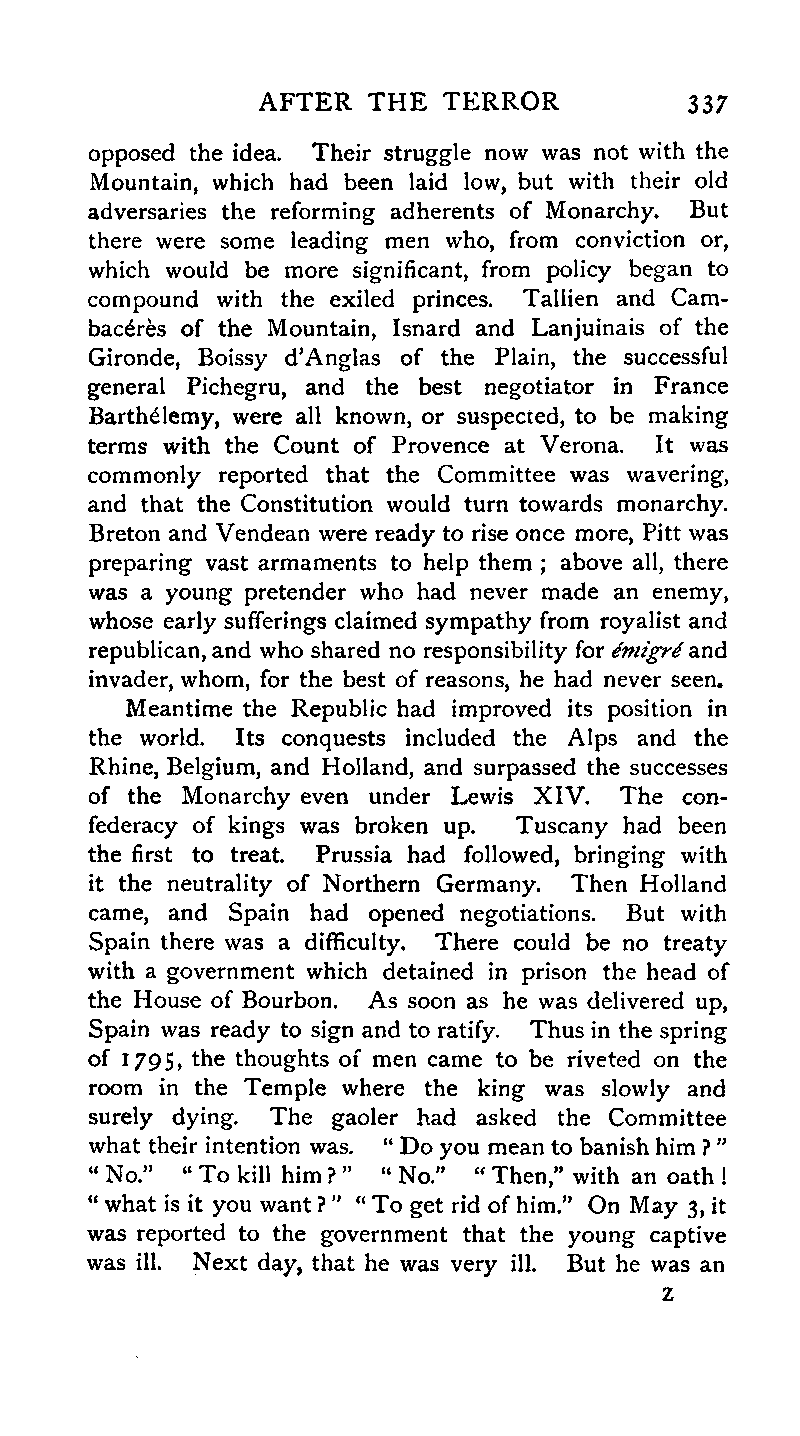 AFTER THE TERROR 337
opposed the idea. Their struggle now was not with the
Mountain, which had been laid low, but with their old
adversaries the reforming adherents of Monarchy. But
there were some leading men who, from conviction or,
which would be more significant, from policy began to
compound with the exiled princes. Tallien and Cam-
bacérès of the Mountain, Isnard and Lanjuinais of the
Gironde, Boissy d'Anglas of the Plain, the successful
general Pichegru, and the best negotiator in France
Barthélemy, were all known, or suspected, to be making
terms with the Count of Provence at Verona. It was
commonly reported that the Committee was wavering,
and that the Constitution would turn towards monarchy.
Breton and Vendean were ready to rise once more, Pitt was
preparing vast armaments to help them ; above all, there
was a young pretender who had never made an enemy,
whose early sufferings claimed sympathy from royalist and
republican, and who shared no responsibility for émigré and
invader, whom, for the best of reasons, he had never seen.
Meantime the Republic had improved its position in
the world. Its conquests included the Alps and the
Rhine, Belgium, and Holland, and surpassed the successes
of the Monarchy even under Lewis XIV. The con-
federacy of kings was broken up. Tuscany had been
the first to treat. Prussia had followed, bringing with
it the neutrality of Northern Germany. Then Holland
came, and Spain had opened negotiations. But with
Spain there was a difficulty. There could be no treaty
with a government which detained in prison the head of
the House of Bourbon. As soon as he was delivered up,
Spain was ready to sign and to ratify. Thus in the spring
of 1795, the thoughts of men came to be riveted on the
room in the Temple where the king was slowly and
surely dying. The gaoler had asked the Committee
what their intention was. "Do you mean to banish him ?"
"No." "To kill him ?" "No." "Then," with an oath !
"what is it you want ?" "To get rid of him." On May 3, it
was reported to the government that the young captive
was ill. Next day, that he was very ill. But he was an
Z